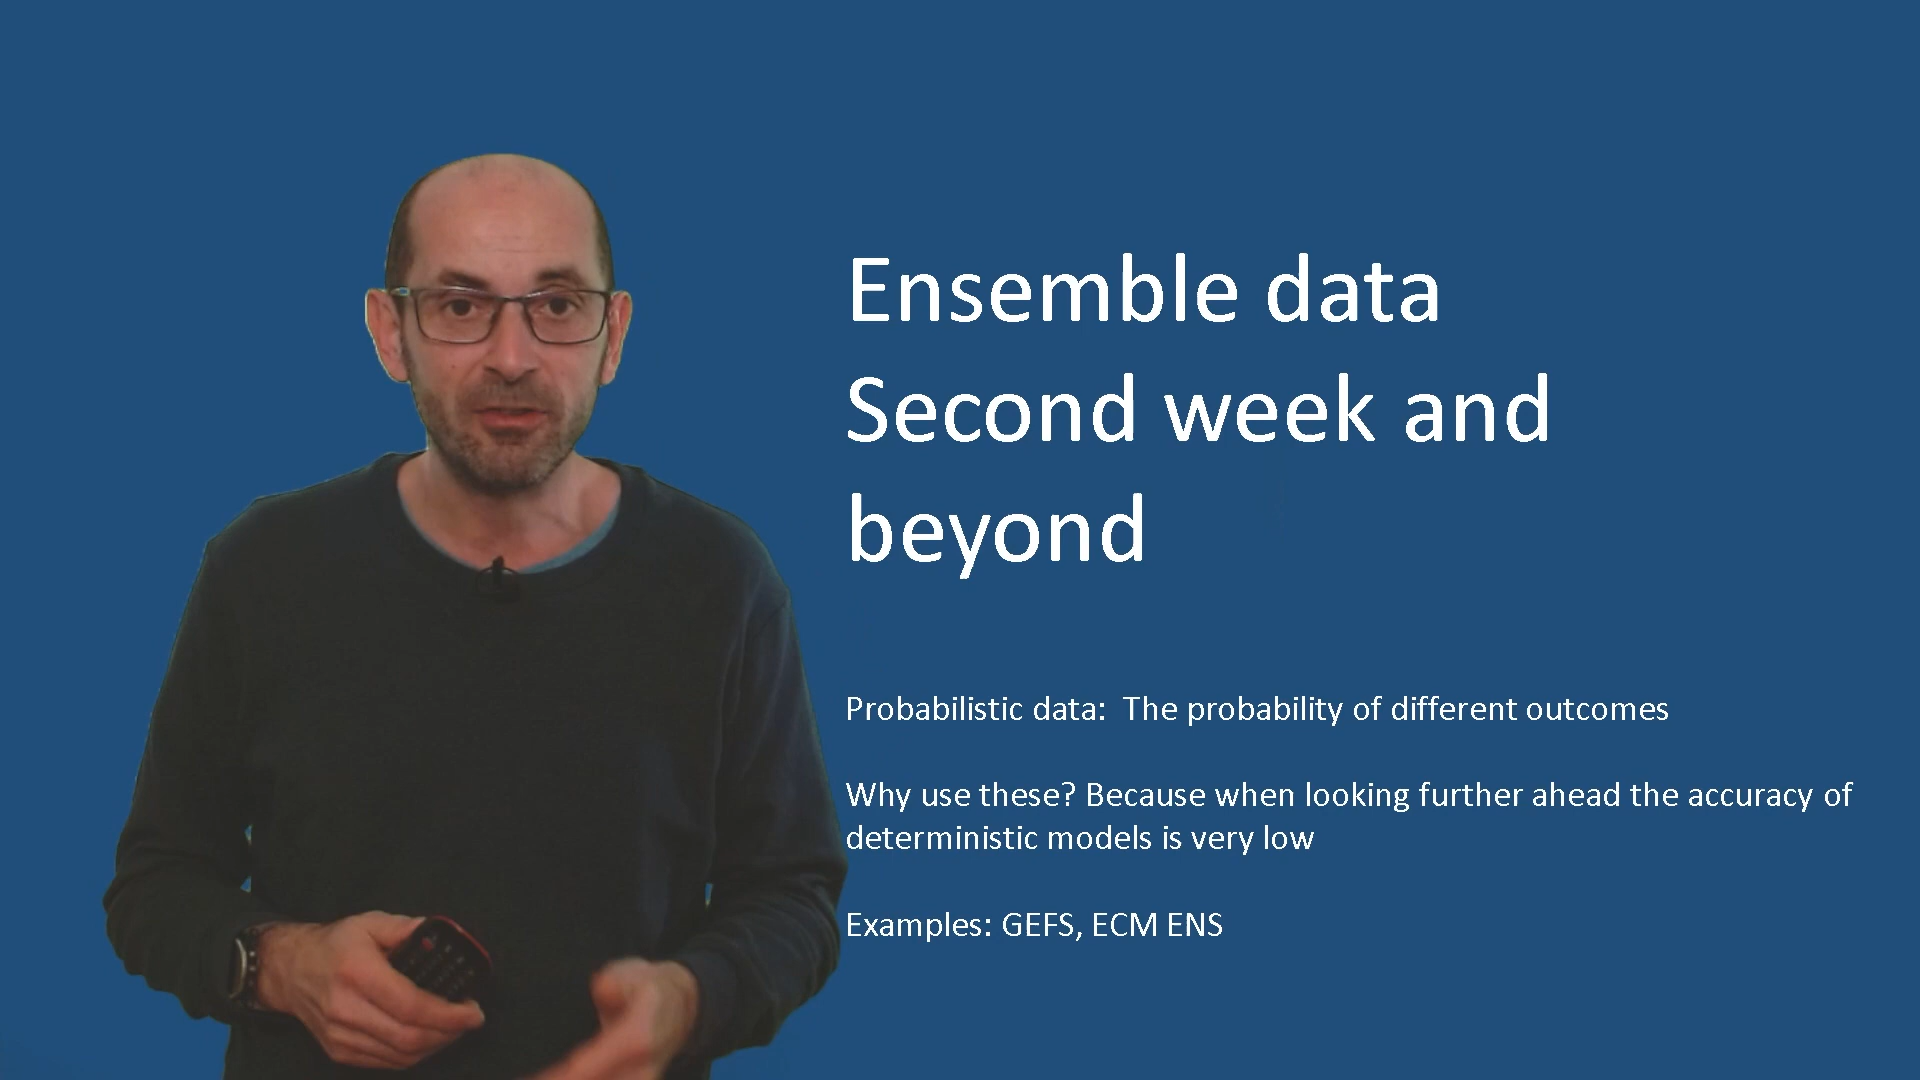 Ensemble data
Second week and
beyond
Probabilistic data:  The probability of different outcomes
Why use these? Because when looking further ahead the accuracy of
deterministic models is very low
Examples: GEFS, ECM ENS